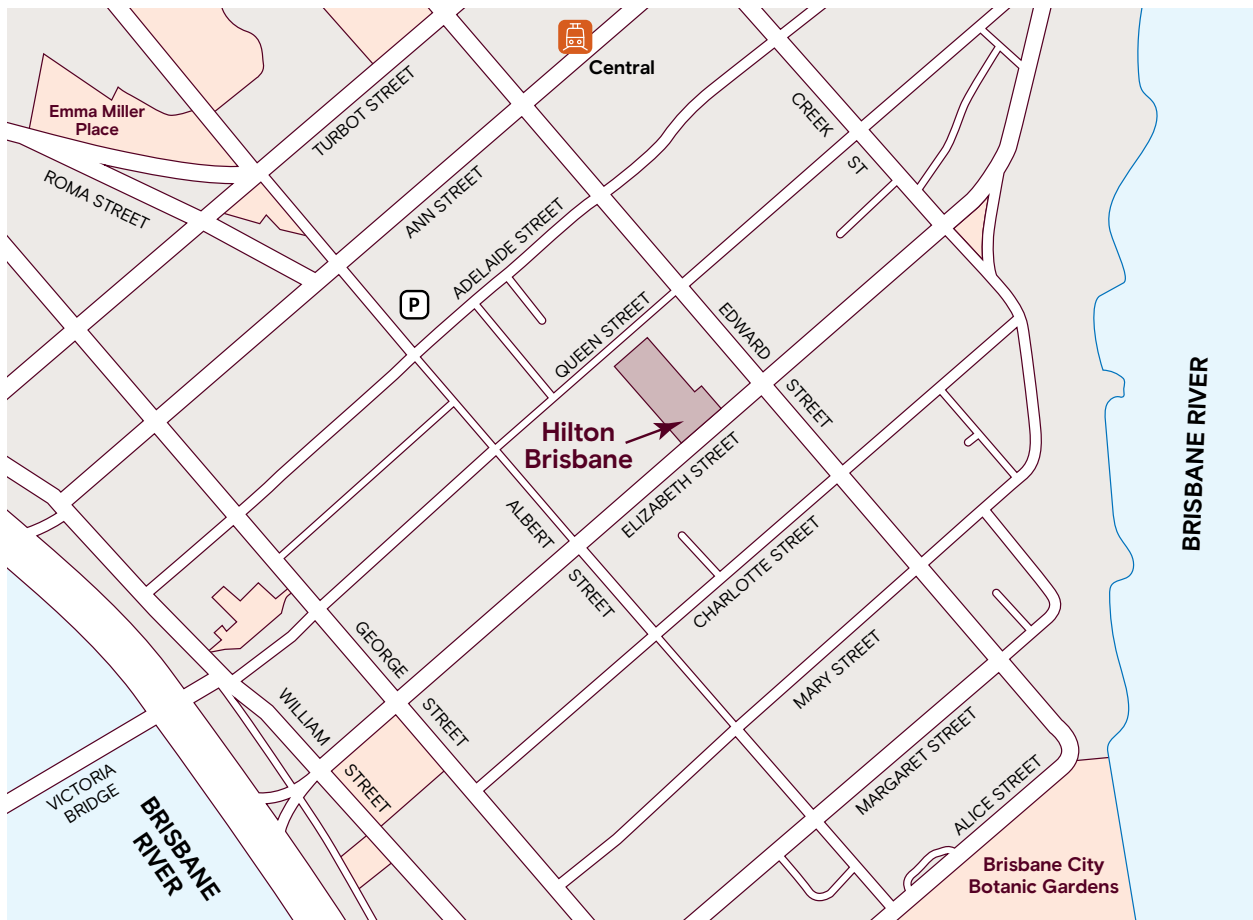 Central
Emma Miller
Place
TURBOT STREET
CREEK
ST
ROMA STREET
ANN STREET
ADELAIDE STREET
P
QUEEN STREET
EDWARD
STREET
Hilton
Brisbane
ELIZABETH STREET
BRISBANE RIVER
ALBERT
STREET
CHARLOTTE STREET
GEORGE
STREET
MARY STREET
WILLIAM
STREET
MARGARET STREET
ALICE STREET
VICTORIA
BRIDGE
BRISBANE
RIVER
Brisbane City
Botanic Gardens